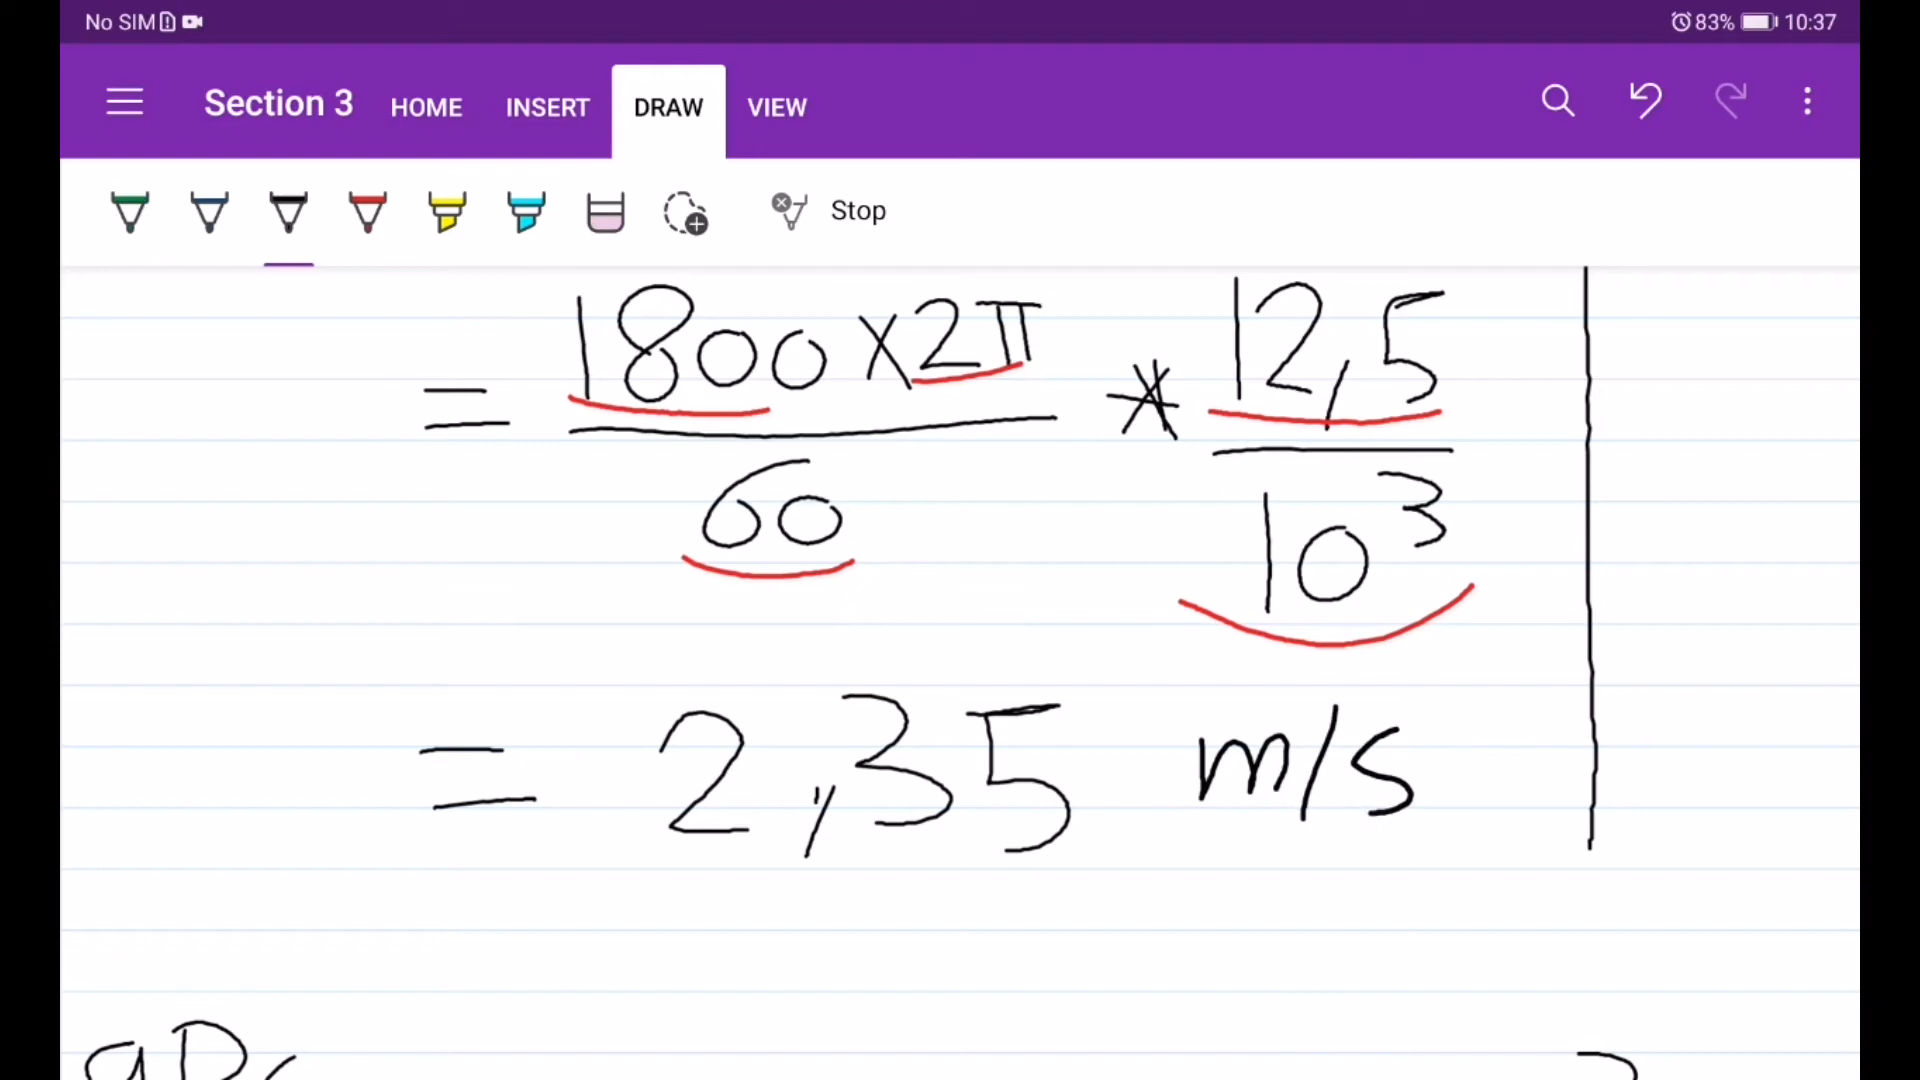 No SIM 83% 10:37
Section 3 HOME INSERT DRAW VIEW
Stop
= 1800 x 2π * 12,5
60 10³
= 2,35 m/s